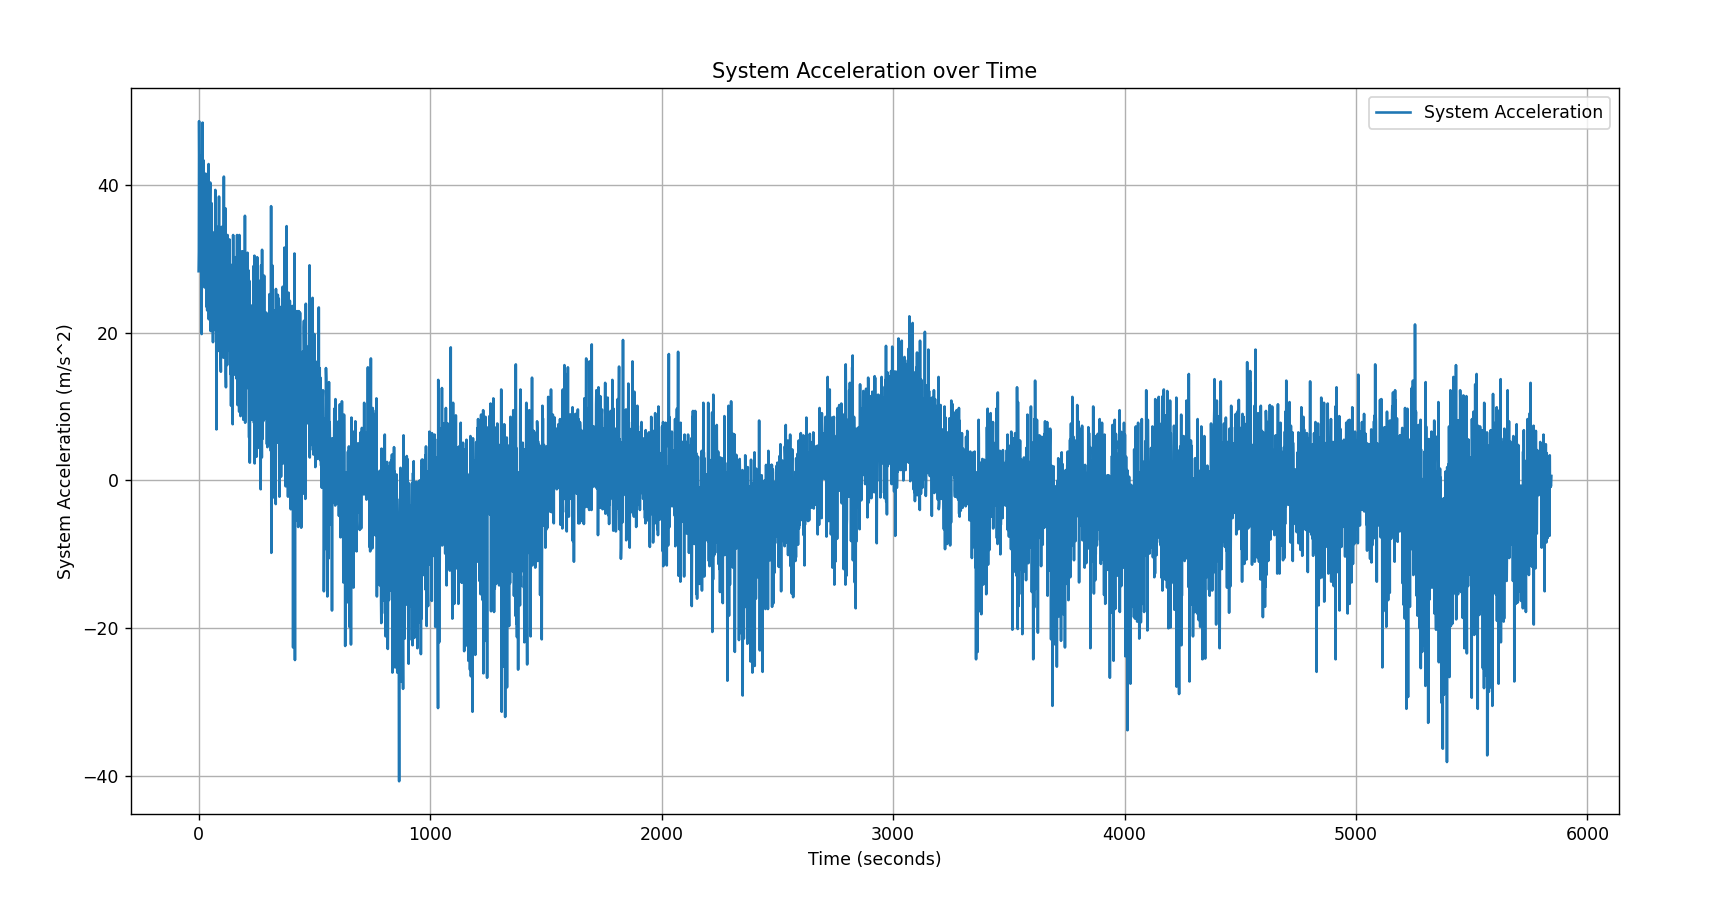 System Acceleration over Time
System Acceleration
System Acceleration (m/s^2)
40
20
0
−20
−40
0 1000 2000 3000 4000 5000 6000
Time (seconds)